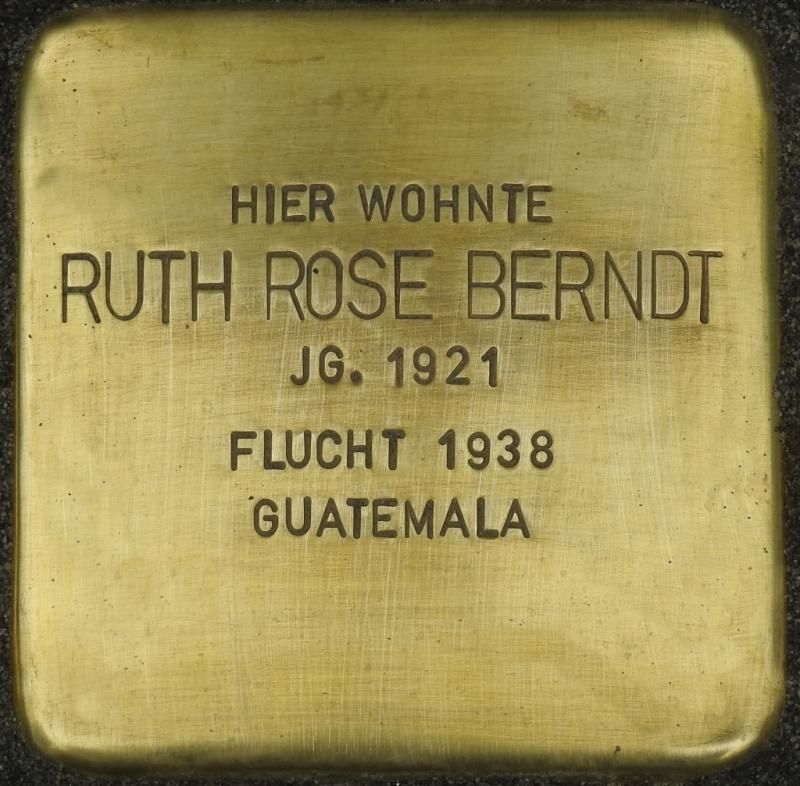 HIER WOHNTE
RUTH ROSE BERNDT
JG. 1921
FLUCHT 1938
GUATEMALA